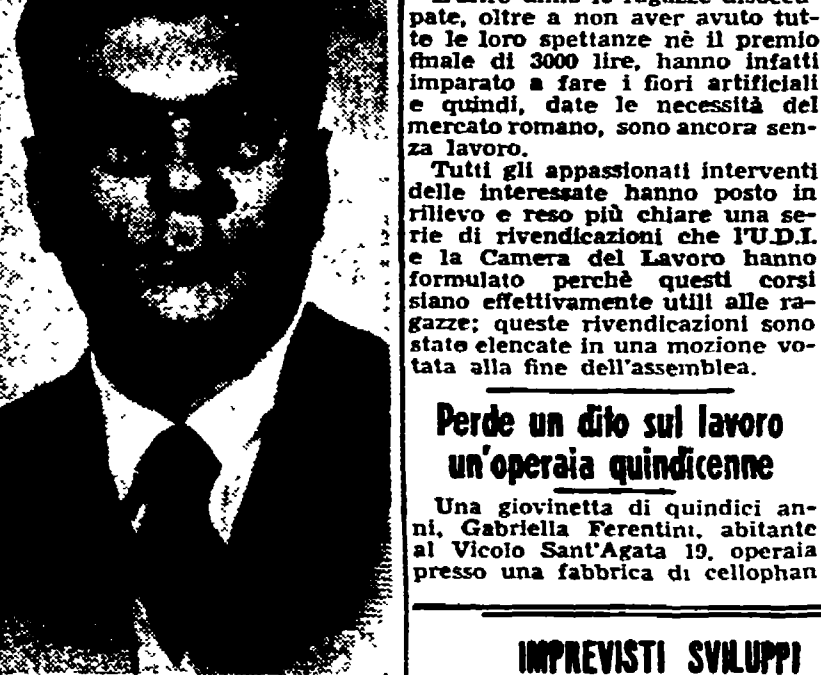 pate, oltre a non aver avuto tut-
te le loro spettanze nè il premio
finale di 3000 lire, hanno infatti
imparato a fare i fiori artificiali
e quindi, date le necessità del
mercato romano, sono ancora sen-
za lavoro.
Tutti gli appassionati interventi
delle interessate hanno posto in
rilievo e reso più chiare una se-
rie di rivendicazioni che l'U.D.I.
e la Camera del Lavoro hanno
formulato perchè questi corsi
siano effettivamente utili alle ra-
gazze; queste rivendicazioni sono
state elencate in una mozione vo-
tata alla fine dell'assemblea.
Perde un dito sul lavoro
un'operaia quindicenne
Una giovinetta di quindici an-
ni, Gabriella Ferentini, abitante
al Vicolo Sant'Agata 19, operaia
presso una fabbrica di cellophan
IMPREVISTI SVILUPPI